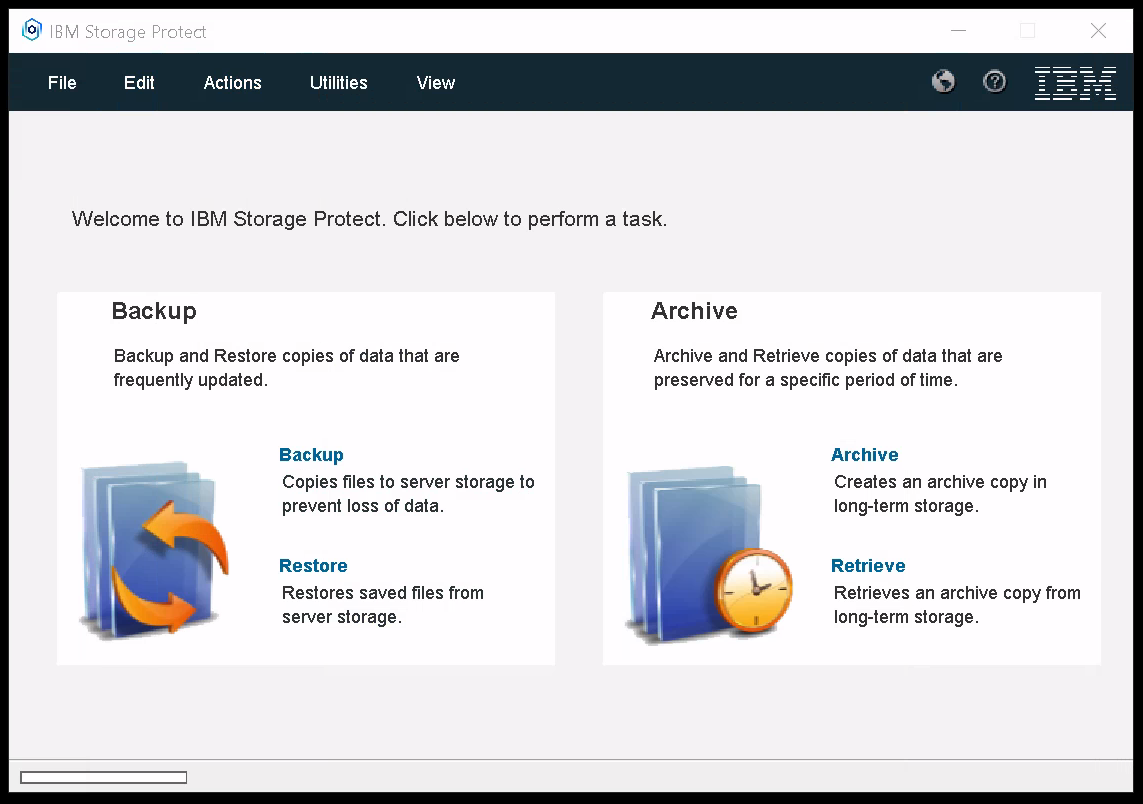 IBM Storage Protect
File Edit Actions Utilities View
IBM
Welcome to IBM Storage Protect. Click below to perform a task.
Backup
Backup and Restore copies of data that are
frequently updated.
Backup
Copies files to server storage to
prevent loss of data.
Restore
Restores saved files from
server storage.
Archive
Archive and Retrieve copies of data that are
preserved for a specific period of time.
Archive
Creates an archive copy in
long-term storage.
Retrieve
Retrieves an archive copy from
long-term storage.